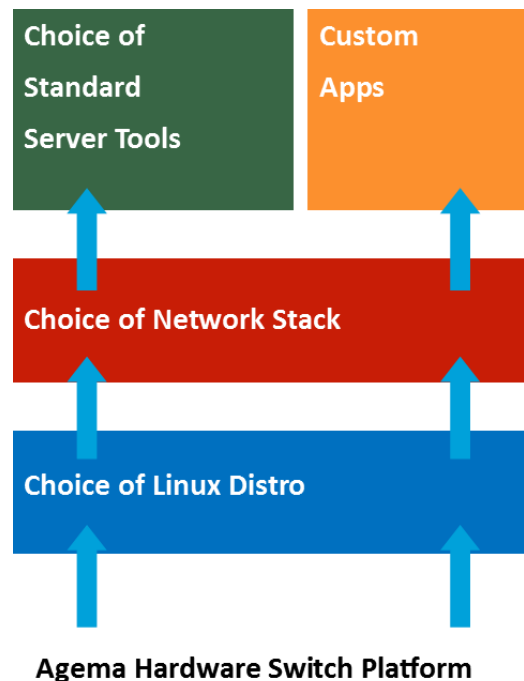 Choice of
Standard
Server Tools
Custom
Apps
Choice of Network Stack
Choice of Linux Distro
Agema Hardware Switch Platform